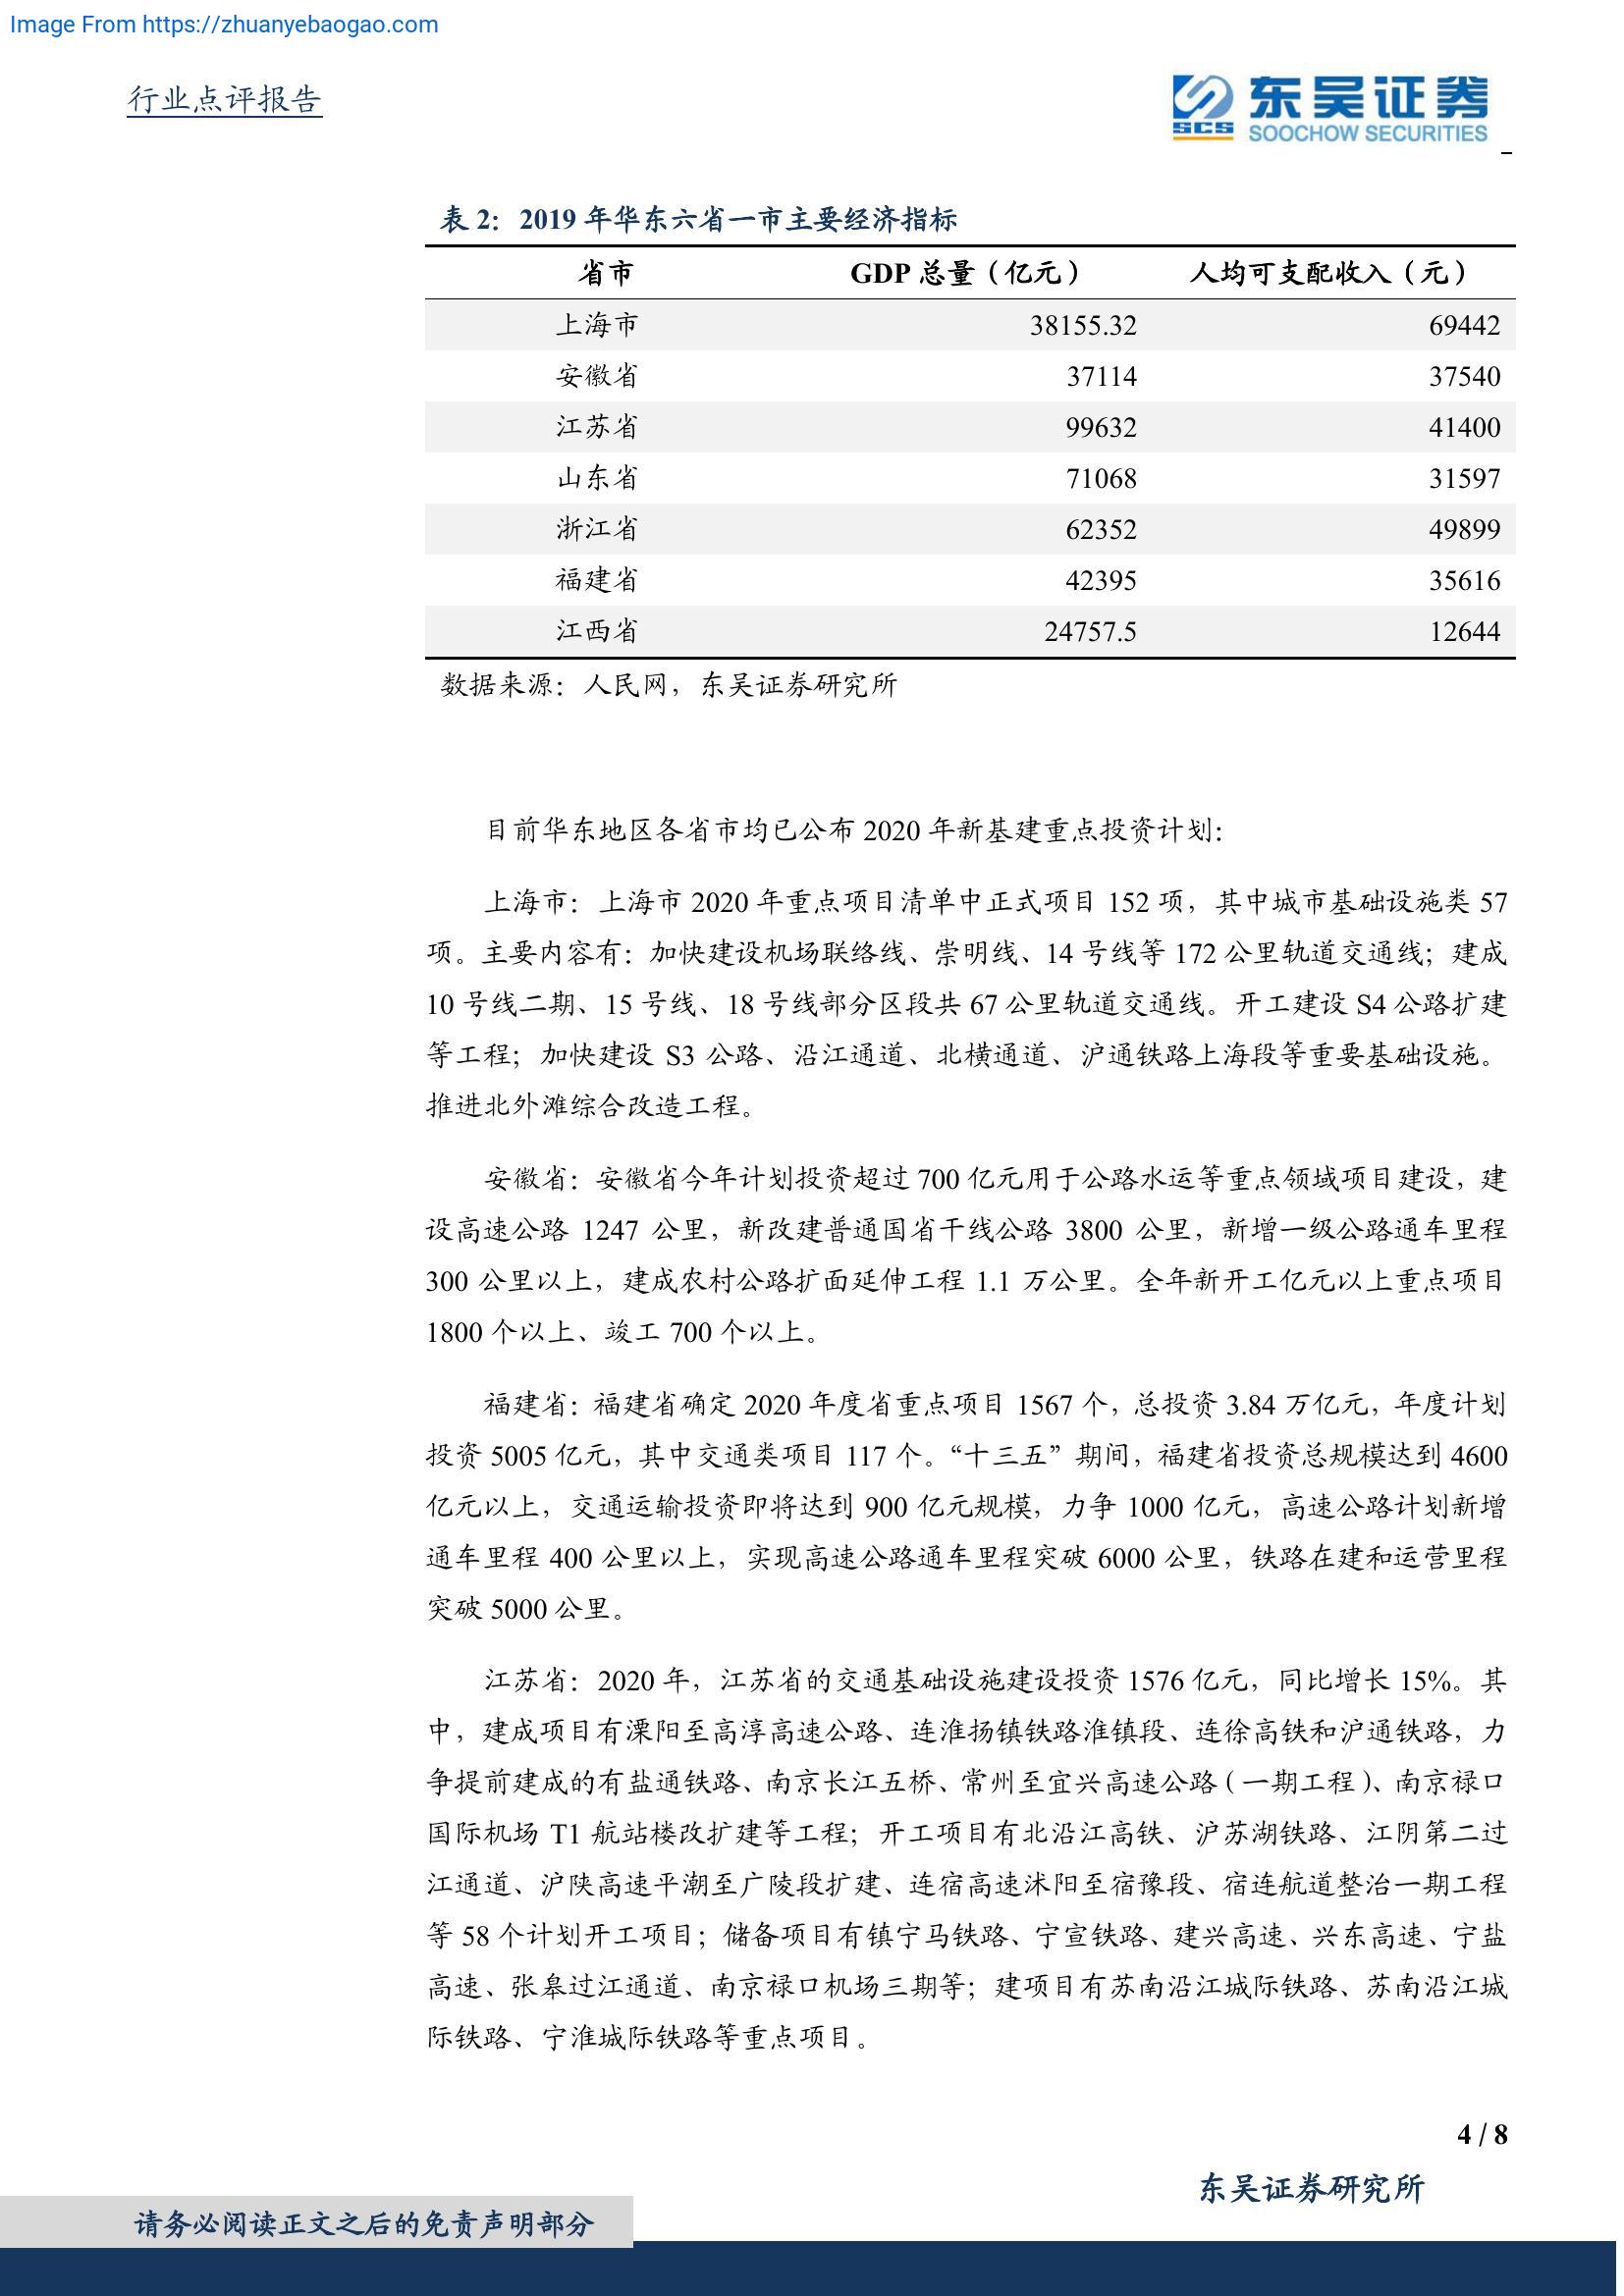 Image From https://zhuanyebaogao.com
行业点评报告
SCS
东吴证券
SOOCHOW SECURITIES
表 2：2019 年华东六省一市主要经济指标
省市 GDP 总量（亿元） 人均可支配收入（元）
上海市 38155.32 69442
安徽省 37114 37540
江苏省 99632 41400
山东省 71068 31597
浙江省 62352 49899
福建省 42395 35616
江西省 24757.5 12644
数据来源：人民网，东吴证券研究所
目前华东地区各省市均已公布 2020 年新基建重点投资计划：
上海市：上海市 2020 年重点项目清单中正式项目 152 项，其中城市基础设施类 57
项。主要内容有：加快建设机场联络线、崇明线、14 号线等 172 公里轨道交通线；建成
10 号线二期、15 号线、18 号线部分区段共 67 公里轨道交通线。开工建设 S4 公路扩建
等工程；加快建设 S3 公路、沿江通道、北横通道、沪通铁路上海段等重要基础设施。
推进北外滩综合改造工程。
安徽省：安徽省今年计划投资超过 700 亿元用于公路水运等重点领域项目建设，建
设高速公路 1247 公里，新改建普通国省干线公路 3800 公里，新增一级公路通车里程
300 公里以上，建成农村公路扩面延伸工程 1.1 万公里。全年新开工亿元以上重点项目
1800 个以上、竣工 700 个以上。
福建省：福建省确定 2020 年度省重点项目 1567 个，总投资 3.84 万亿元，年度计划
投资 5005 亿元，其中交通类项目 117 个。“十三五”期间，福建省投资总规模达到 4600
亿元以上，交通运输投资即将达到 900 亿元规模，力争 1000 亿元，高速公路计划新增
通车里程 400 公里以上，实现高速公路通车里程突破 6000 公里，铁路在建和运营里程
突破 5000 公里。
江苏省：2020 年，江苏省的交通基础设施建设投资 1576 亿元，同比增长 15%。其
中，建成项目有溧阳至高淳高速公路、连淮扬镇铁路淮镇段、连徐高铁和沪通铁路，力
争提前建成的有盐通铁路、南京长江五桥、常州至宜兴高速公路（一期工程）、南京禄口
国际机场 T1 航站楼改扩建等工程；开工项目有北沿江高铁、沪苏湖铁路、江阴第二过
江通道、沪陕高速平潮至广陵段扩建、连宿高速沭阳至宿豫段、宿连航道整治一期工程
等 58 个计划开工项目；储备项目有镇宁马铁路、宁宣铁路、建兴高速、兴东高速、宁盐
高速、张皋过江通道、南京禄口机场三期等；建项目有苏南沿江城际铁路、苏南沿江城
际铁路、宁淮城际铁路等重点项目。
4 / 8
东吴证券研究所
请务必阅读正文之后的免责声明部分